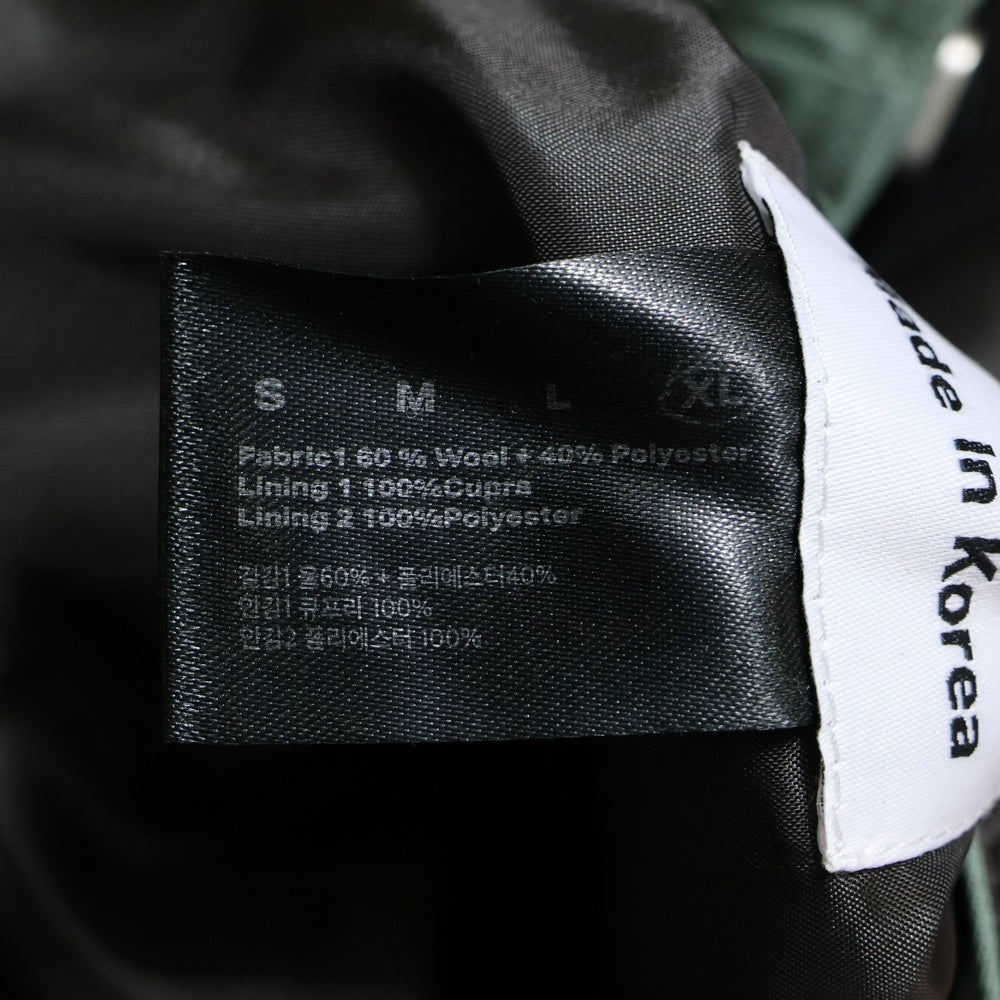 S M L XL
Fabric1 60 % Wool + 40% Polyester
Lining 1 100%Cupra
Lining 2 100%Polyester
겉감1 울60% + 폴리에스터40%
안감1 큐프라 100%
안감2 폴리에스터 100%
Made in Korea